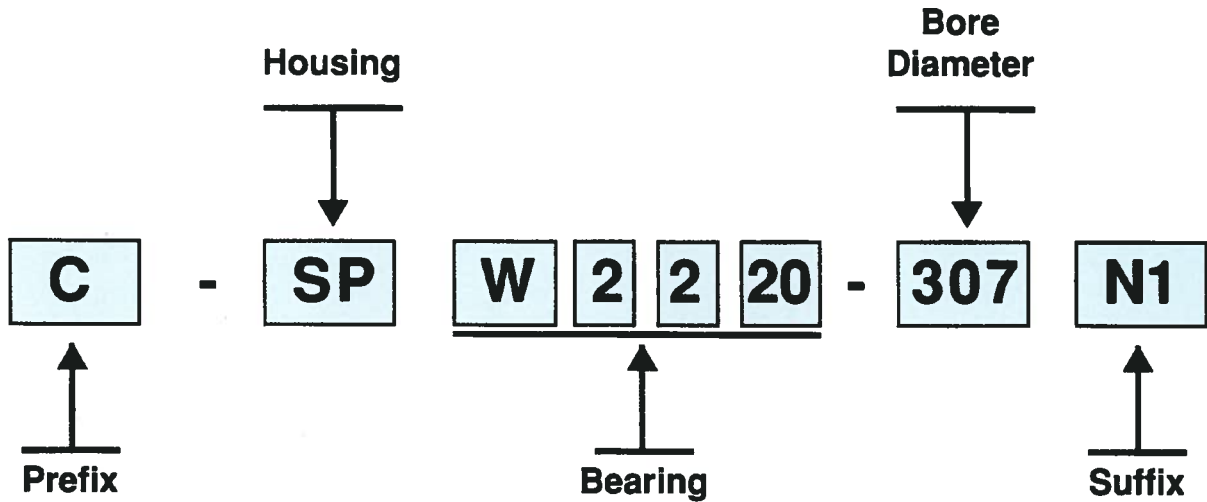 Bore
Diameter
Housing
C - SP W 2 2 20 - 307 N1
Prefix
Bearing
Suffix